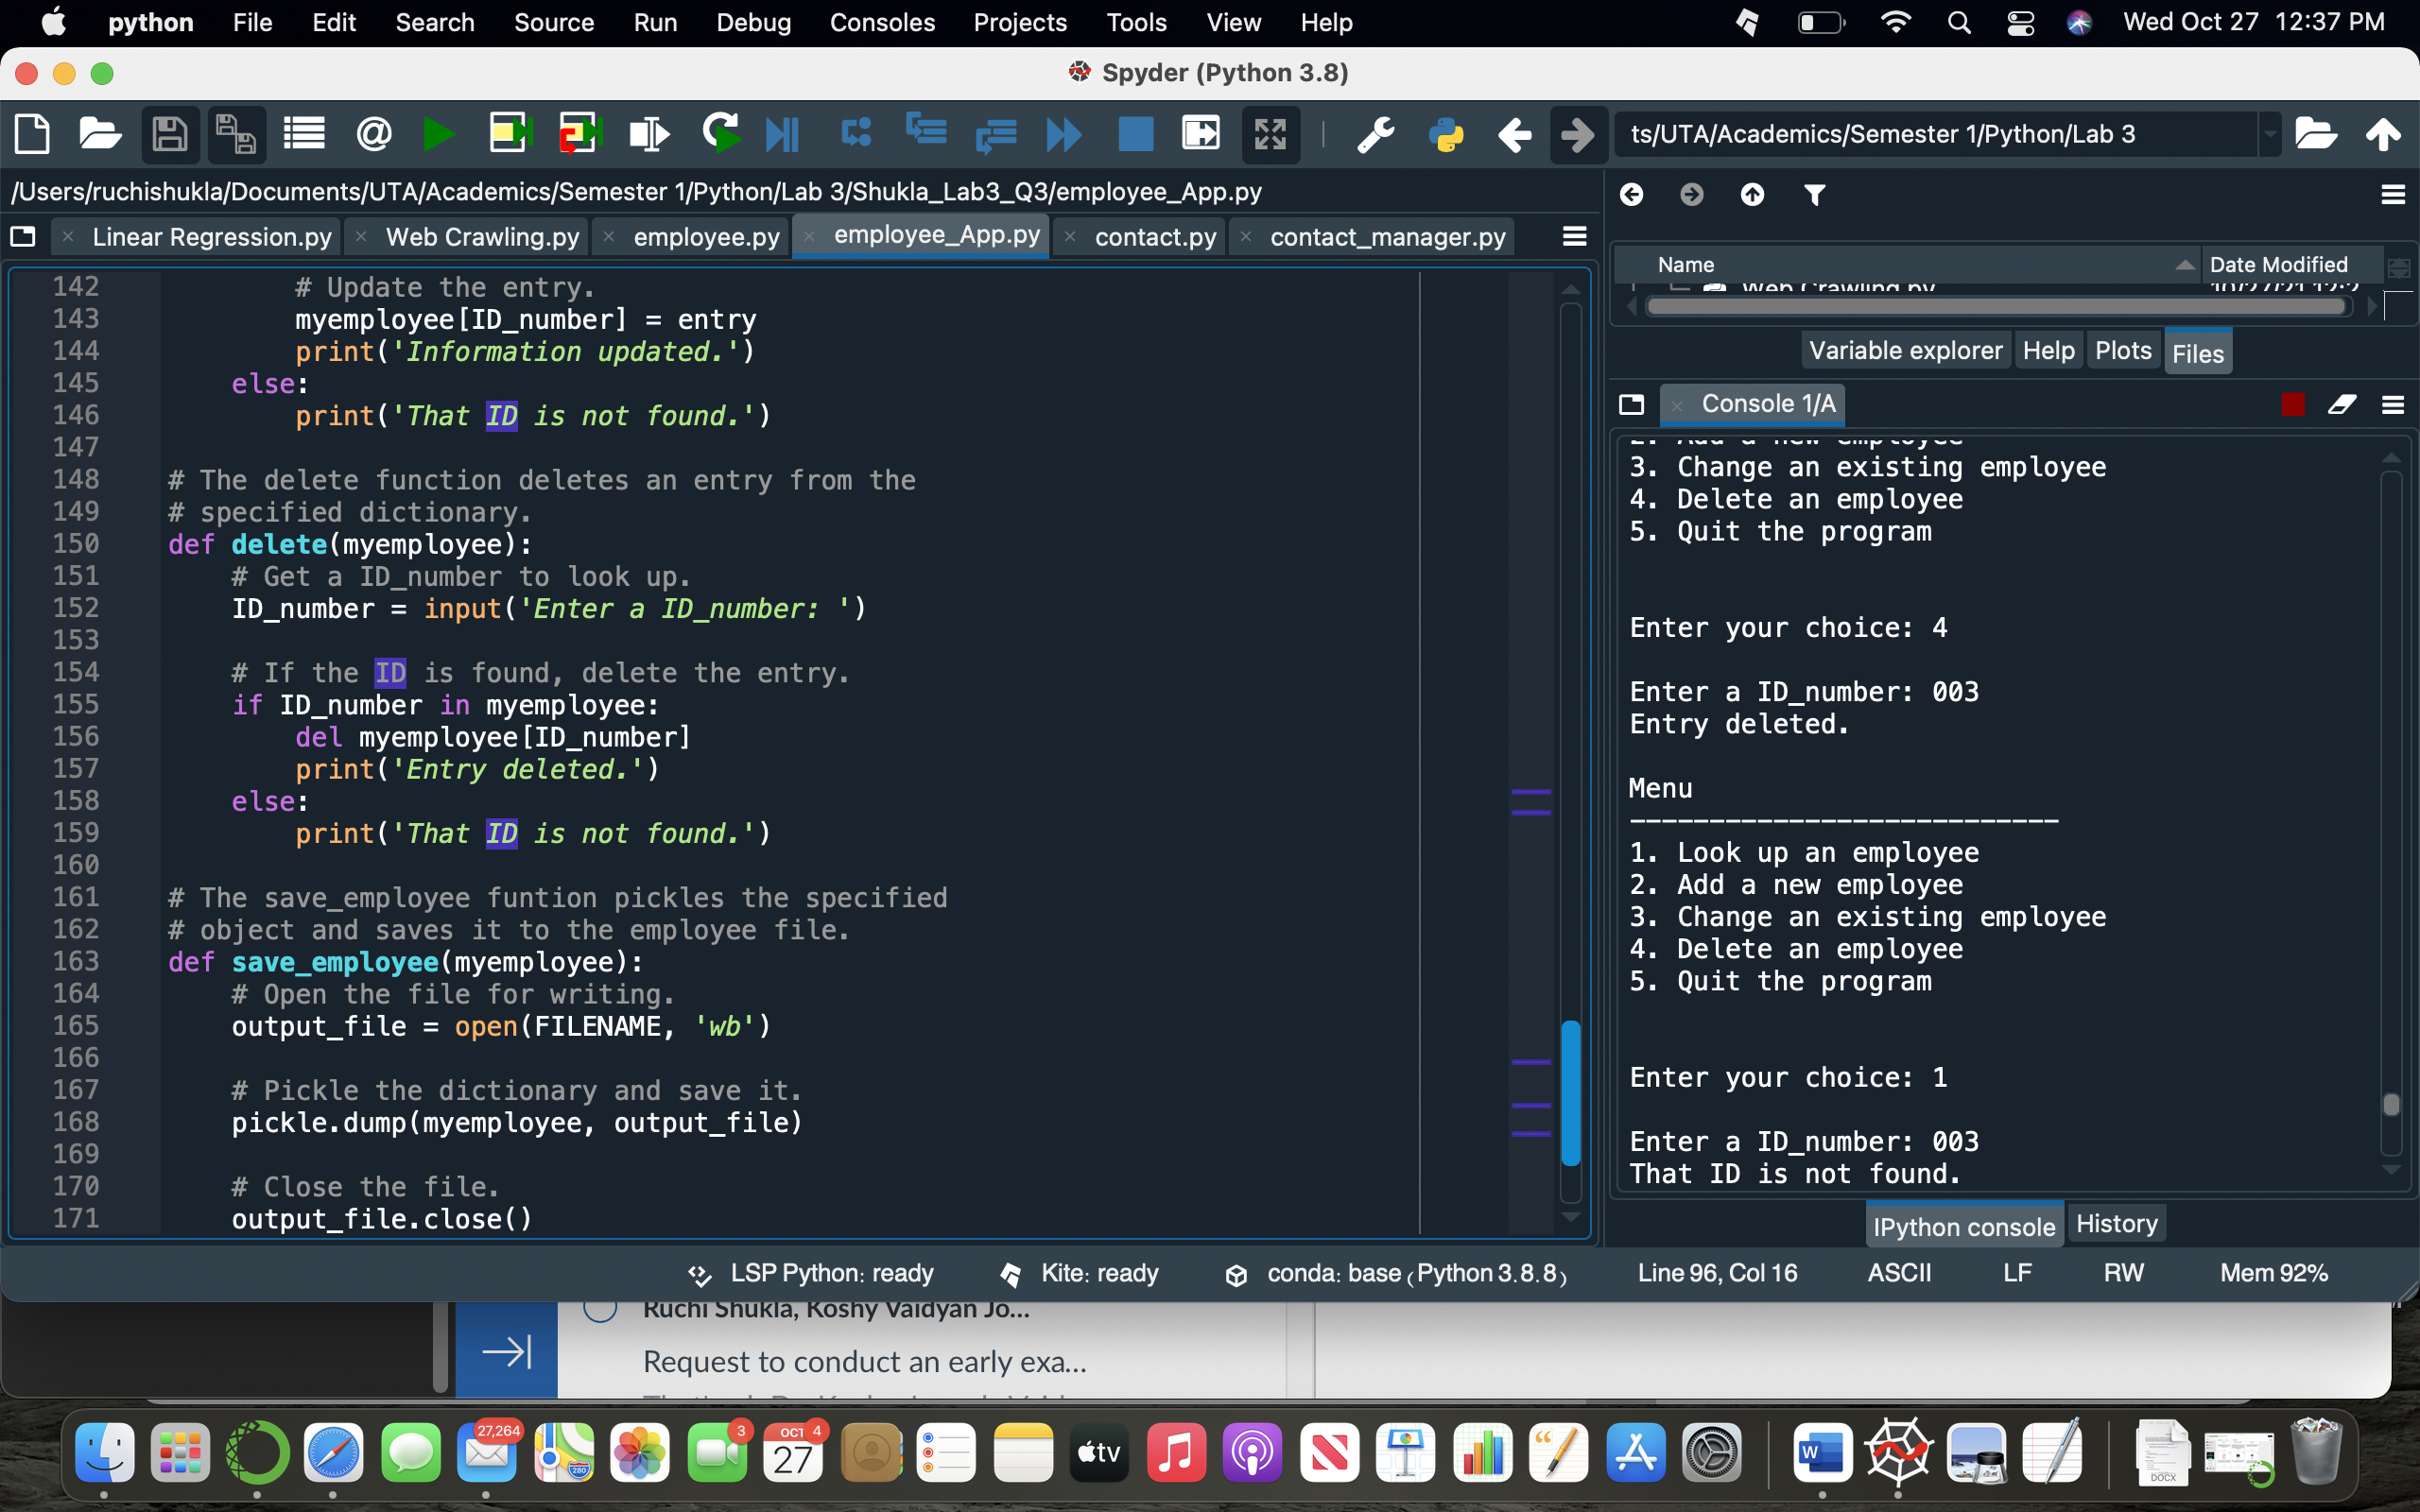 python File Edit Search Source Run Debug Consoles Projects Tools View Help Wed Oct 27 12:37 PM
Spyder (Python 3.8)
ts/UTA/Academics/Semester 1/Python/Lab 3
/Users/ruchishukla/Documents/UTA/Academics/Semester 1/Python/Lab 3/Shukla_Lab3_Q3/employee_App.py
Linear Regression.py Web Crawling.py employee.py employee_App.py contact.py contact_manager.py
142 # Update the entry.
143 myemployee[ID_number] = entry
144 print('Information updated.')
145 else:
146 print('That ID is not found.')
147
148 # The delete function deletes an entry from the
149 # specified dictionary.
150 def delete(myemployee):
151 # Get a ID_number to look up.
152 ID_number = input('Enter a ID_number: ')
153
154 # If the ID is found, delete the entry.
155 if ID_number in myemployee:
156 del myemployee[ID_number]
157 print('Entry deleted.')
158 else:
159 print('That ID is not found.')
160
161 # The save_employee funtion pickles the specified
162 # object and saves it to the employee file.
163 def save_employee(myemployee):
164 # Open the file for writing.
165 output_file = open(FILENAME, 'wb')
166
167 # Pickle the dictionary and save it.
168 pickle.dump(myemployee, output_file)
169
170 # Close the file.
171 output_file.close()
Name Date Modified
Web Crawling.py
Variable explorer Help Plots Files
Console 1/A
2. Add a new employee
3. Change an existing employee
4. Delete an employee
5. Quit the program
Enter your choice: 4
Enter a ID_number: 003
Entry deleted.
Menu
---------------------------
1. Look up an employee
2. Add a new employee
3. Change an existing employee
4. Delete an employee
5. Quit the program
Enter your choice: 1
Enter a ID_number: 003
That ID is not found.
IPython console History
LSP Python: ready Kite: ready conda: base (Python 3.8.8) Line 96, Col 16 ASCII LF RW Mem 92%
Ruchi Shukla, Koshy Vaidyan Jo...
Request to conduct an early exa...
27,264 3 OCT 4
27 280 tv W DOCX